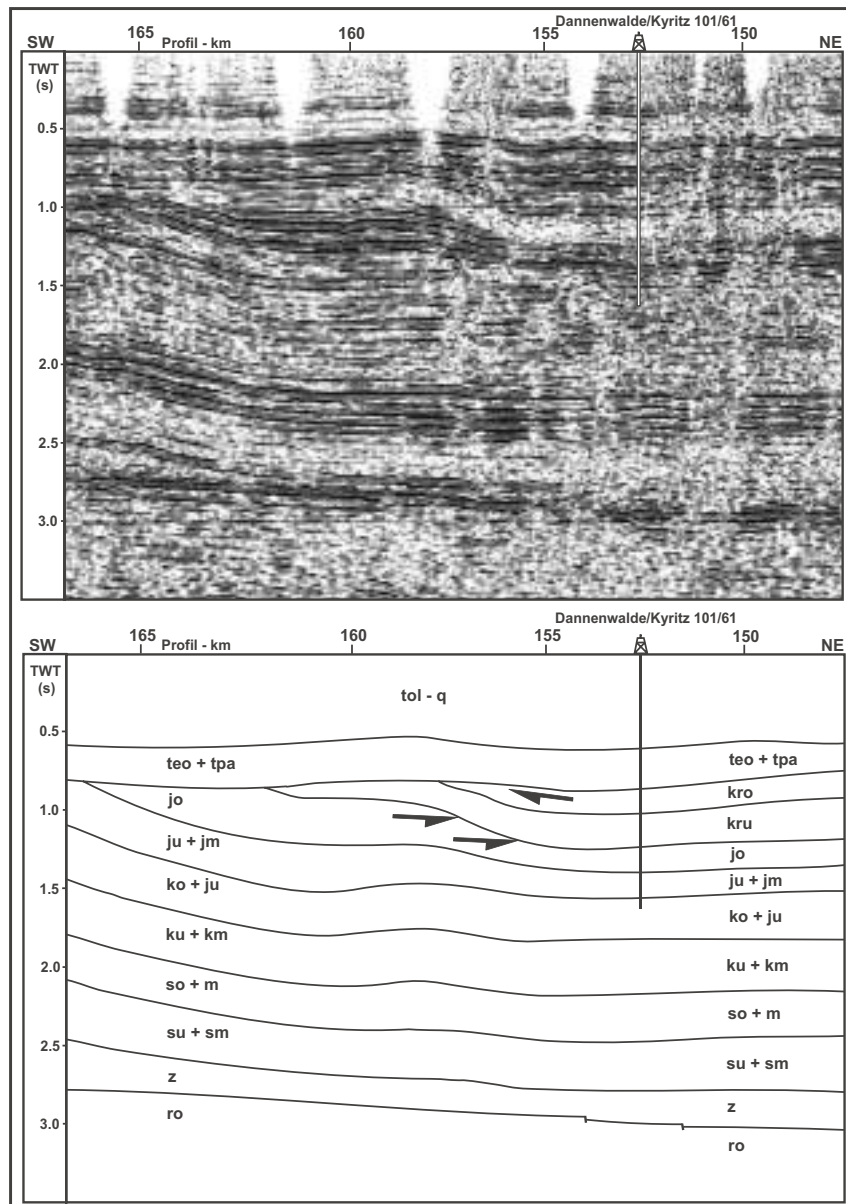 Dannenwalde/Kyritz 101/61
SW 165 Profil - km 160 155 150 NE
TWT
(s)
0.5
1.0
1.5
2.0
2.5
3.0
Dannenwalde/Kyritz 101/61
SW 165 Profil - km 160 155 150 NE
TWT
(s)
tol - q
0.5
teo + tpa teo + tpa
jo kro
1.0
kru
ju + jm jo
ko + ju ju + jm
1.5
ko + ju
ku + km
2.0 ku + km
so + m
so + m
su + sm
2.5
su + sm
z
z
ro
3.0
ro